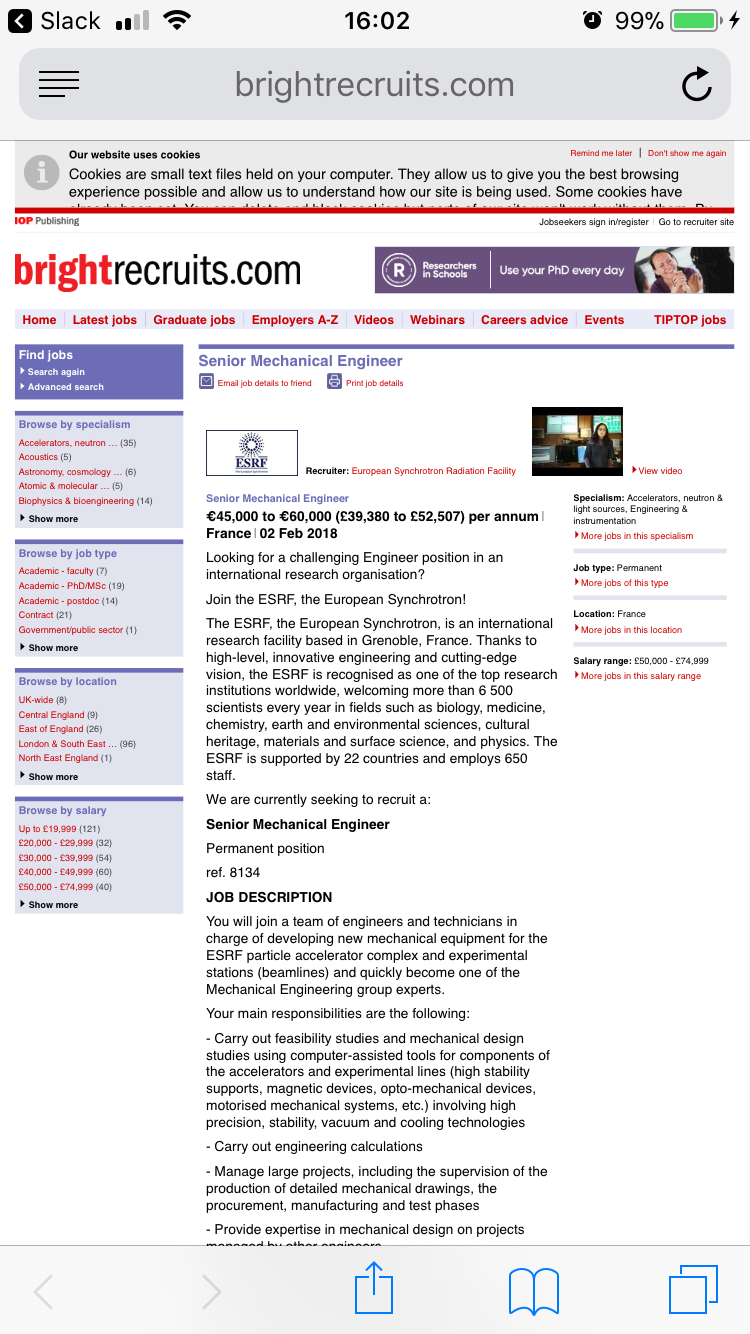 Slack
16:02
99%
brightrecruits.com
Our website uses cookies
Remind me later | Don't show me again
Cookies are small text files held on your computer. They allow us to give you the best browsing
experience possible and allow us to understand how our site is being used. Some cookies have
IOP Publishing
Jobseekers sign in/register | Go to recruiter site
brightrecruits.com
R Researchers in Schools | Use your PhD every day
Home | Latest jobs | Graduate jobs | Employers A-Z | Videos | Webinars | Careers advice | Events TIPTOP jobs
Find jobs
Search again
Advanced search
Browse by specialism
Accelerators, neutron ... (35)
Acoustics (5)
Astronomy, cosmology ... (6)
Atomic & molecular ... (5)
Biophysics & bioengineering (14)
Show more
Browse by job type
Academic - faculty (7)
Academic - PhD/MSc (19)
Academic - postdoc (14)
Contract (21)
Government/public sector (1)
Show more
Browse by location
UK-wide (8)
Central England (9)
East of England (26)
London & South East ... (96)
North East England (1)
Show more
Browse by salary
Up to £19,999 (121)
£20,000 - £29,999 (32)
£30,000 - £39,999 (54)
£40,000 - £49,999 (60)
£50,000 - £74,999 (40)
Show more
Senior Mechanical Engineer
Email job details to friend
Print job details
ESRF
Recruiter: European Synchrotron Radiation Facility
View video
Senior Mechanical Engineer
€45,000 to €60,000 (£39,380 to £52,507) per annum |
France | 02 Feb 2018
Looking for a challenging Engineer position in an
international research organisation?
Join the ESRF, the European Synchrotron!
The ESRF, the European Synchrotron, is an international
research facility based in Grenoble, France. Thanks to
high-level, innovative engineering and cutting-edge
vision, the ESRF is recognised as one of the top research
institutions worldwide, welcoming more than 6 500
scientists every year in fields such as biology, medicine,
chemistry, earth and environmental sciences, cultural
heritage, materials and surface science, and physics. The
ESRF is supported by 22 countries and employs 650
staff.
We are currently seeking to recruit a:
Senior Mechanical Engineer
Permanent position
ref. 8134
JOB DESCRIPTION
You will join a team of engineers and technicians in
charge of developing new mechanical equipment for the
ESRF particle accelerator complex and experimental
stations (beamlines) and quickly become one of the
Mechanical Engineering group experts.
Your main responsibilities are the following:
- Carry out feasibility studies and mechanical design
studies using computer-assisted tools for components of
the accelerators and experimental lines (high stability
supports, magnetic devices, opto-mechanical devices,
motorised mechanical systems, etc.) involving high
precision, stability, vacuum and cooling technologies
- Carry out engineering calculations
- Manage large projects, including the supervision of the
production of detailed mechanical drawings, the
procurement, manufacturing and test phases
- Provide expertise in mechanical design on projects
managed by other engineers
Specialism: Accelerators, neutron &
light sources, Engineering &
instrumentation
More jobs in this specialism
Job type: Permanent
More jobs of this type
Location: France
More jobs in this location
Salary range: £50,000 - £74,999
More jobs in this salary range